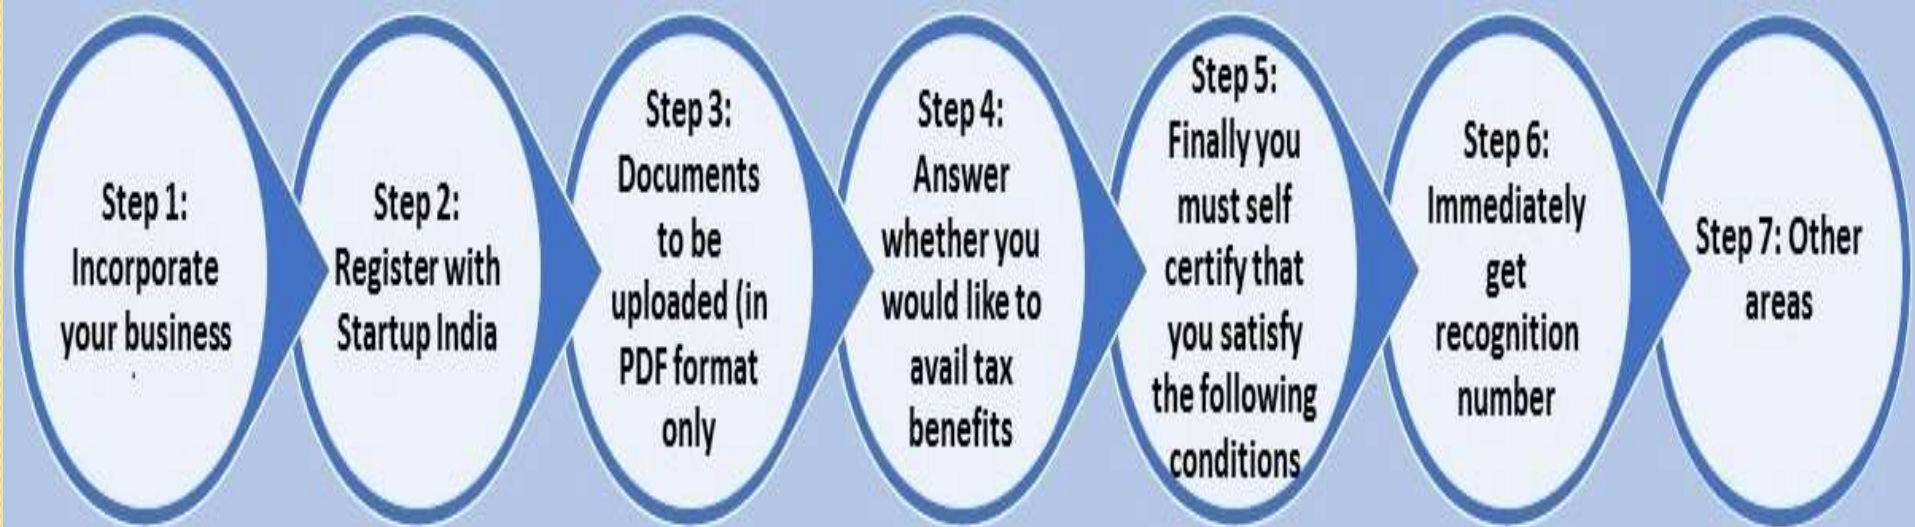 Step 1:
Incorporate
your business
.
Step 2:
Register with
Startup India
Step 3:
Documents
to be
uploaded (in
PDF format
only
Step 4:
Answer
whether you
would like to
avail tax
benefits
Step 5:
Finally you
must self
certify that
you satisfy
the following
conditions
Step 6:
Immediately
get
recognition
number
Step 7: Other
areas